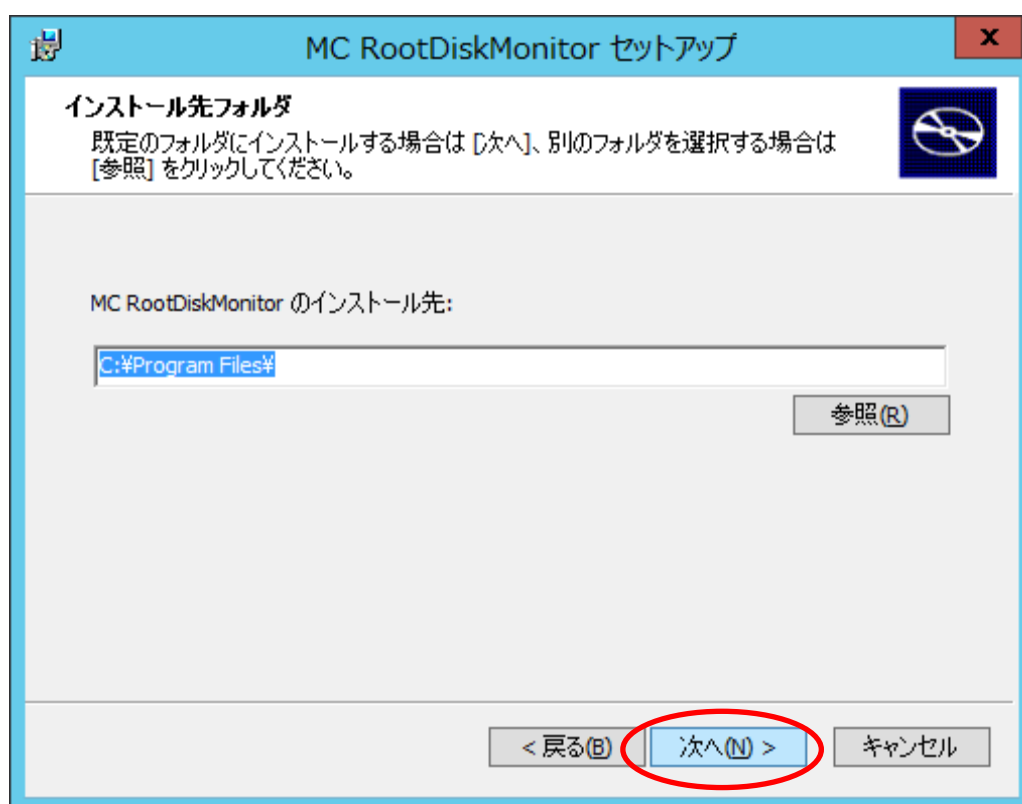 MC RootDiskMonitor セットアップ
x
インストール先フォルダ
既定のフォルダにインストールする場合は [次へ]、別のフォルダを選択する場合は
[参照] をクリックしてください。
MC RootDiskMonitor のインストール先:
C:¥Program Files¥
参照(R)
< 戻る(B) 次へ(N) > キャンセル